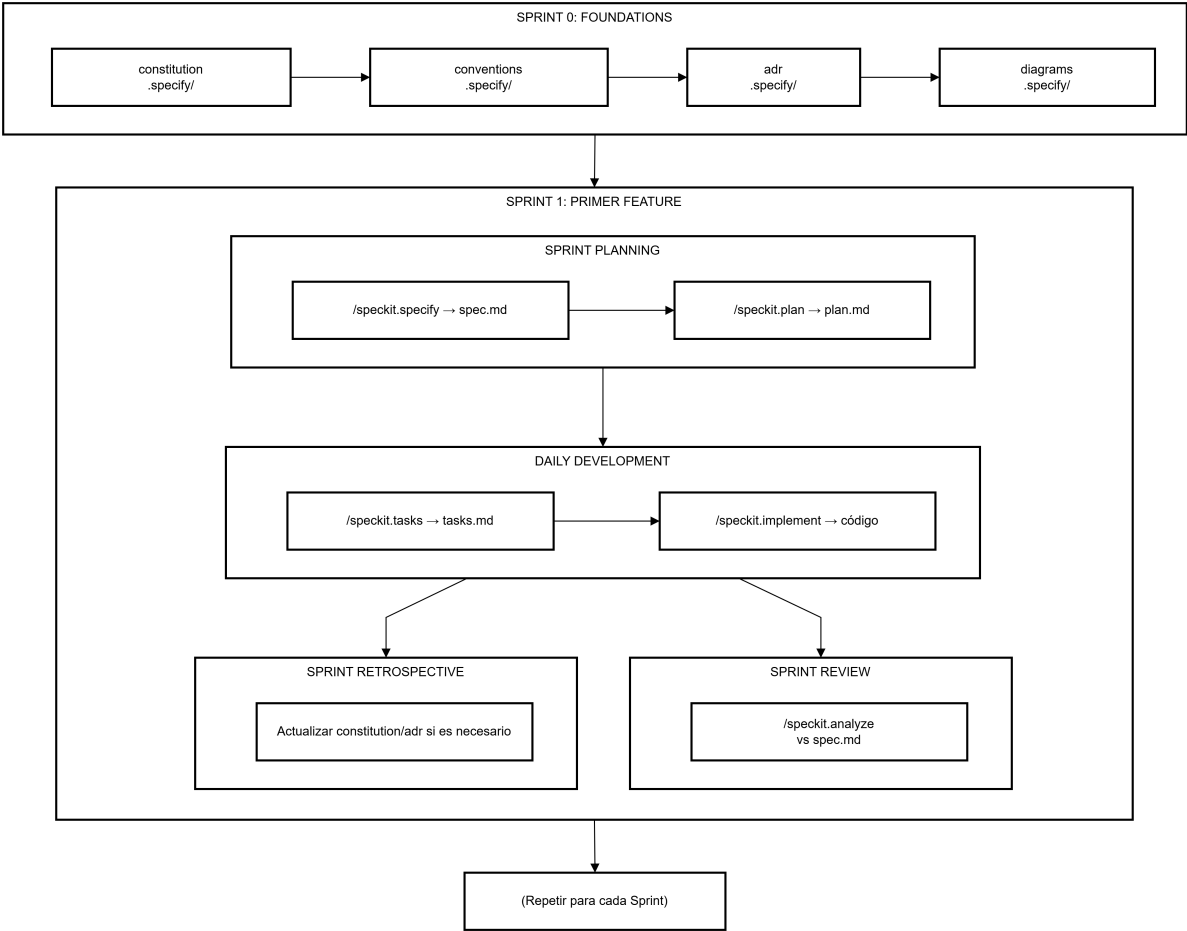 SPRINT 0: FOUNDATIONS
constitution
.specify/
conventions
.specify/
adr
.specify/
diagrams
.specify/
SPRINT 1: PRIMER FEATURE
SPRINT PLANNING
/speckit.specify → spec.md
/speckit.plan → plan.md
DAILY DEVELOPMENT
/speckit.tasks → tasks.md
/speckit.implement → código
SPRINT RETROSPECTIVE
Actualizar constitution/adr si es necesario
SPRINT REVIEW
/speckit.analyze
vs spec.md
(Repetir para cada Sprint)